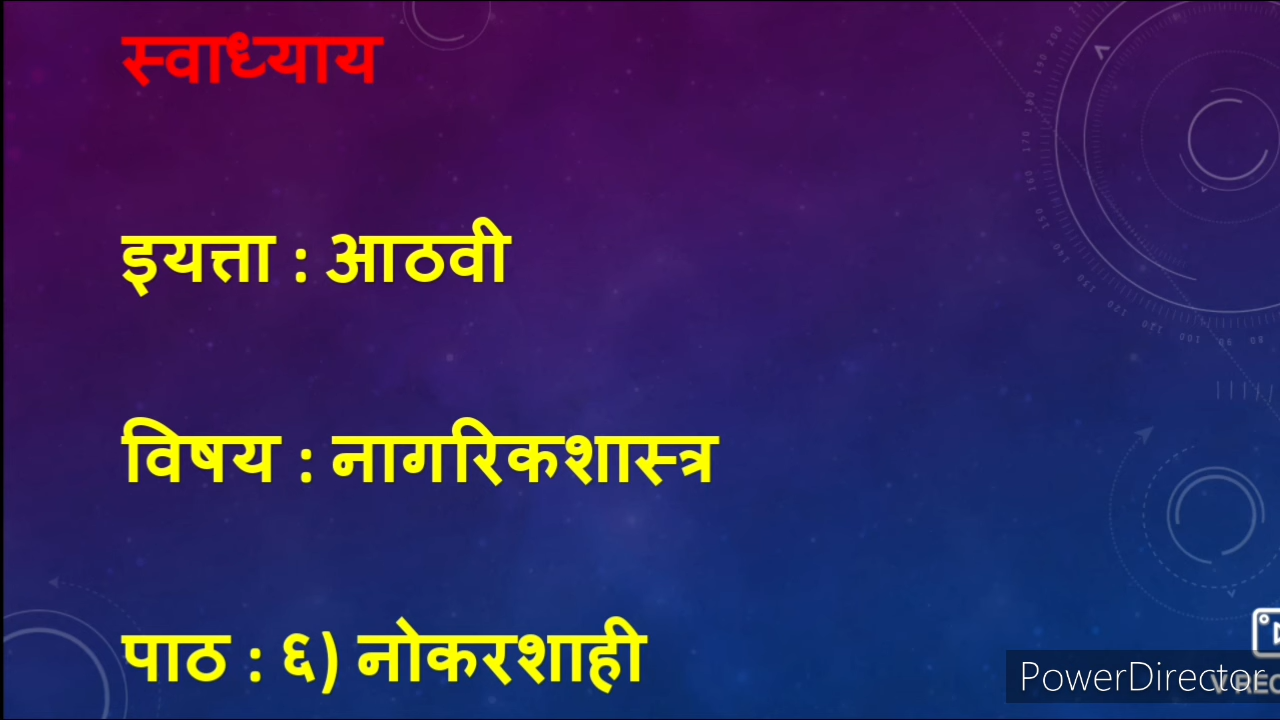 स्वाध्याय
इयत्ता : आठवी
विषय : नागरिकशास्त्र
पाठ : ६) नोकरशाही
PowerDirector